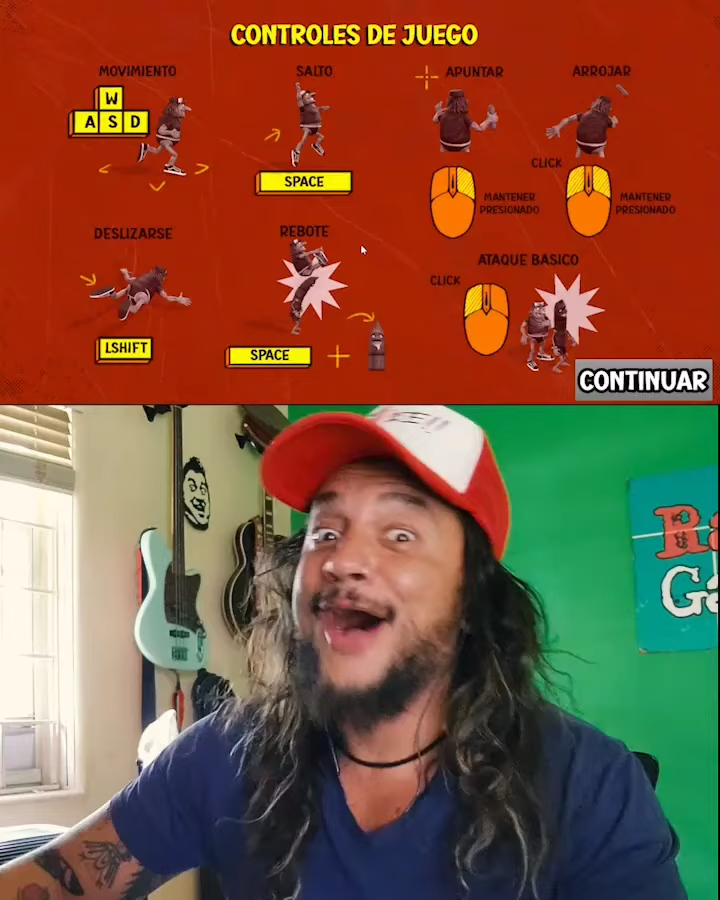 CONTROLES DE JUEGO
MOVIMIENTO
SALTO
APUNTAR
ARROJAR
W
A S D
SPACE
CLICK
MANTENER
PRESIONADO
MANTENER
PRESIONADO
DESLIZARSE
REBOTE
ATAQUE BASICO
CLICK
LSHIFT
SPACE
CONTINUAR